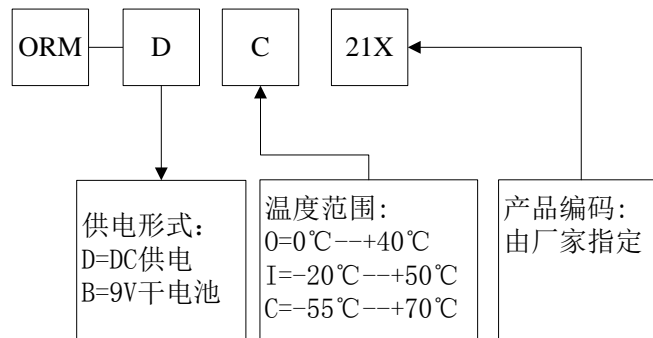 ORM D C 21X
供电形式:
D=DC供电
B=9V干电池
温度范围:
O=0℃--+40℃
I=-20℃--+50℃
C=-55℃--+70℃
产品编码:
由厂家指定